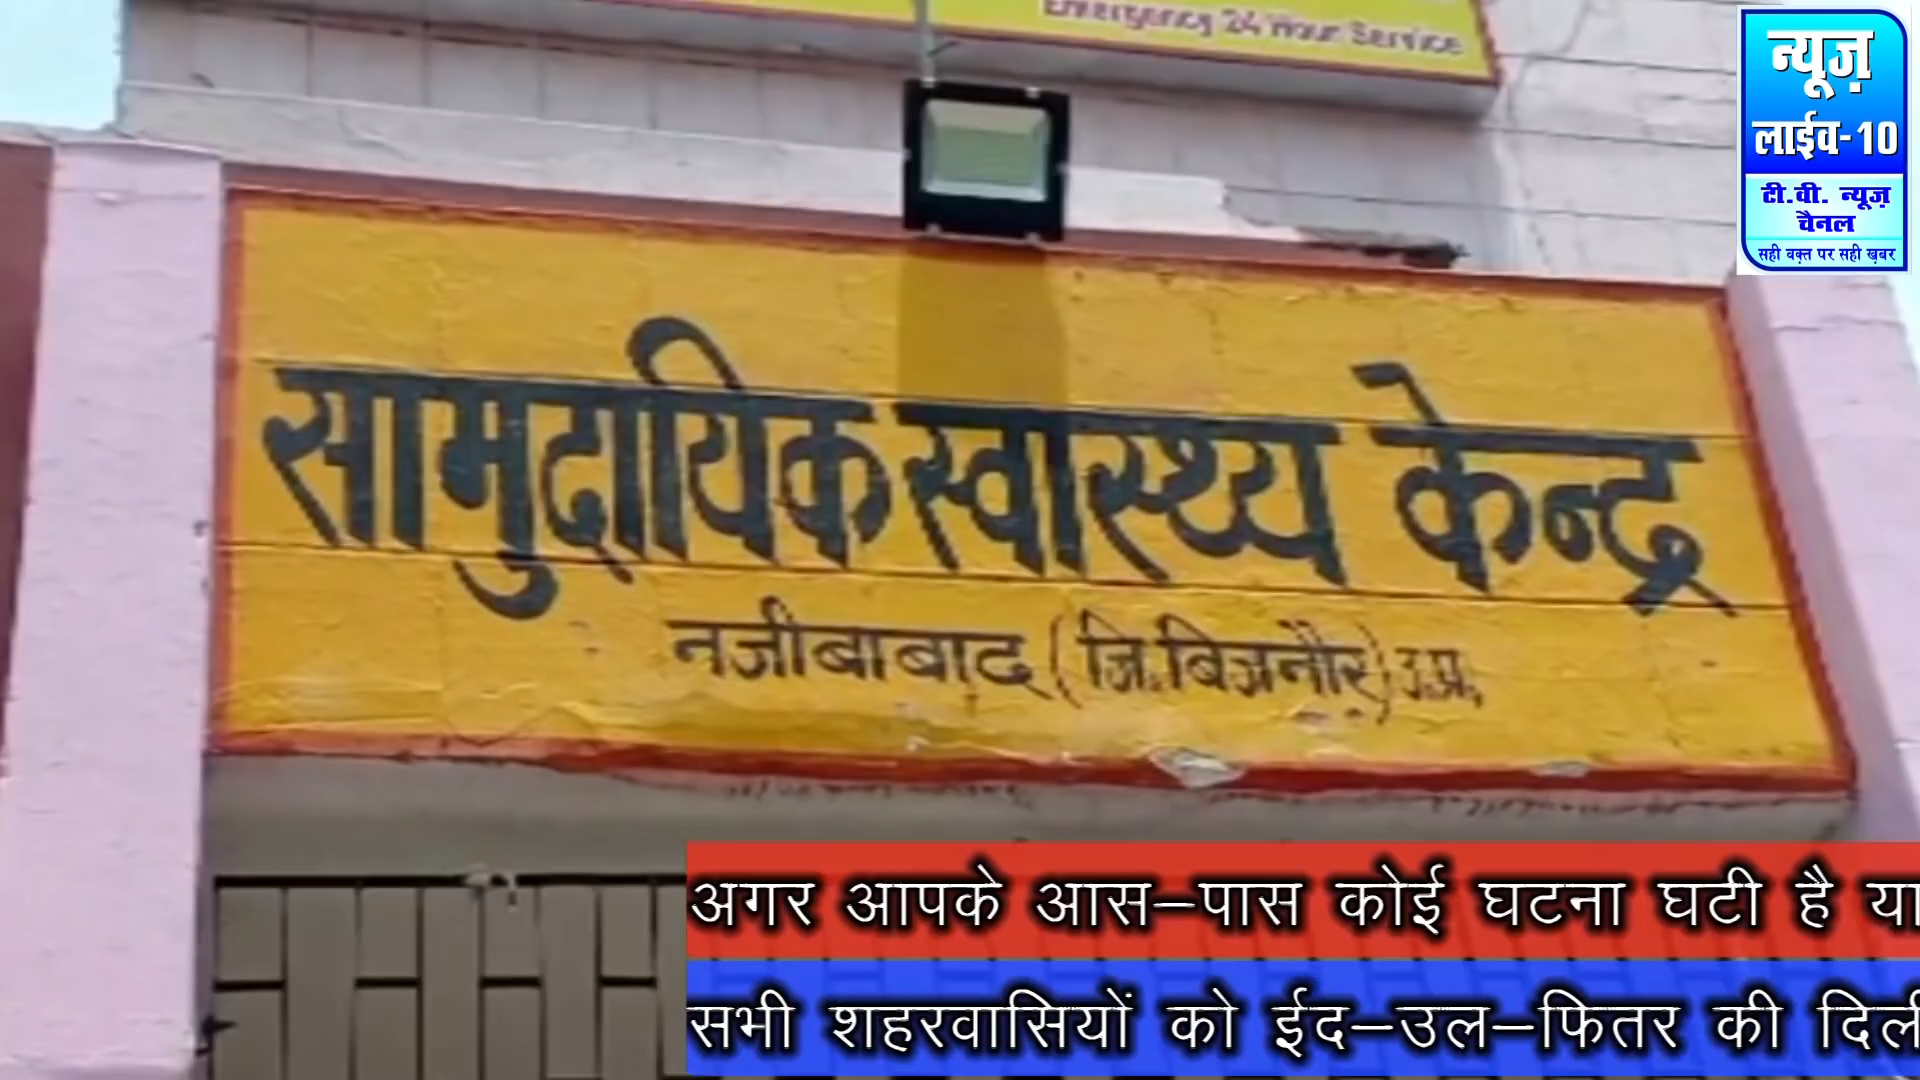 Emergency 24 Hour Service
न्यूज़
लाईव-10
टी.वी. न्यूज़
चैनल
सही वक़्त पर सही ख़बर
सामुदायिक स्वास्थ्य केन्द्र
नजीबाबाद (जि. बिजनौर) उ.प्र.
अगर आपके आस-पास कोई घटना घटी है या
सभी शहरवासियों को ईद-उल-फितर की